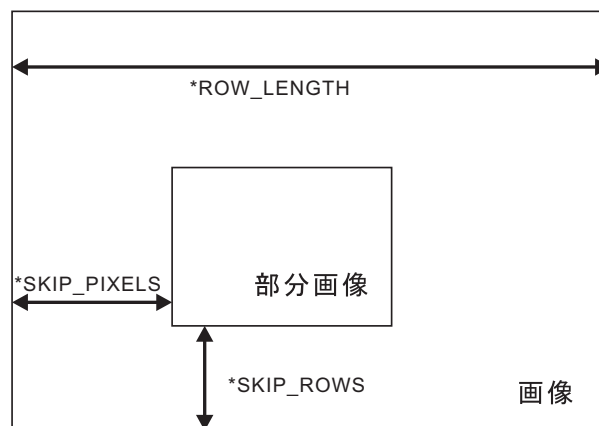 *ROW_LENGTH
*SKIP_PIXELS
部分画像
*SKIP_ROWS
画像